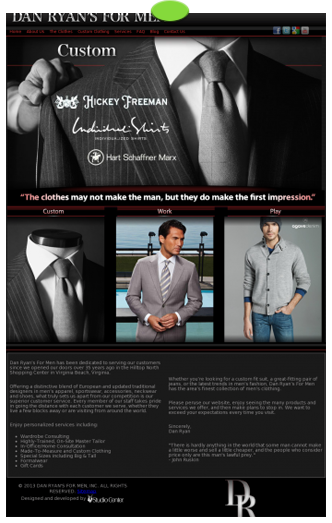 DAN RYAN'S FOR MEN
Home About Us The Clothes Custom Clothing Services FAQ Blog Contact Us
Custom
HICKEY FREEMAN
Individualized Shirts
INDIVIDUALIZED SHIRTS
Hart Schaffner Marx
"The clothes may not make the man, but they do make the first impression."
Custom Work Play
Dan Ryan's For Men has been dedicated to serving our customers
since we opened our doors over 35 years ago in the Hilltop North
Shopping Center in Virginia Beach, Virginia.
Offering a distinctive blend of European and updated traditional
designers in men's apparel, sportswear, accessories, neckwear
and shoes, what truly sets us apart from our competition is our
superior customer service. Every member of our staff takes pride
in going the distance with each customer we serve, whether they
are a few blocks away or are visiting from around the world.
Enjoy personalized services, including:
Wardrobe Consulting
Highly-Trained, On-Site Master Tailor
In-Office/Home Consultation
Made-To-Measure and Custom Clothing
Special Sizes including Big & Tall
Formalwear
Gift Cards
Whether you're looking for a custom fit suit, a great-fitting pair of
jeans, or the latest trends in men's fashion, Dan Ryan's For Men
has the area's finest collection of men's clothing.
Please peruse our website, enjoy seeing the many products and
services we offer, and then make plans to stop in. We want to
exceed your expectations every time you visit.
Sincerely,
Dan Ryan
"There is hardly anything in the world that some man cannot make
a little worse and sell a little cheaper, and the people who consider
price only are this man's lawful prey."
- John Ruskin
© 2013 DAN RYAN'S FOR MEN, INC. ALL RIGHTS
RESERVED.
Designed and developed by Studio Center
DR